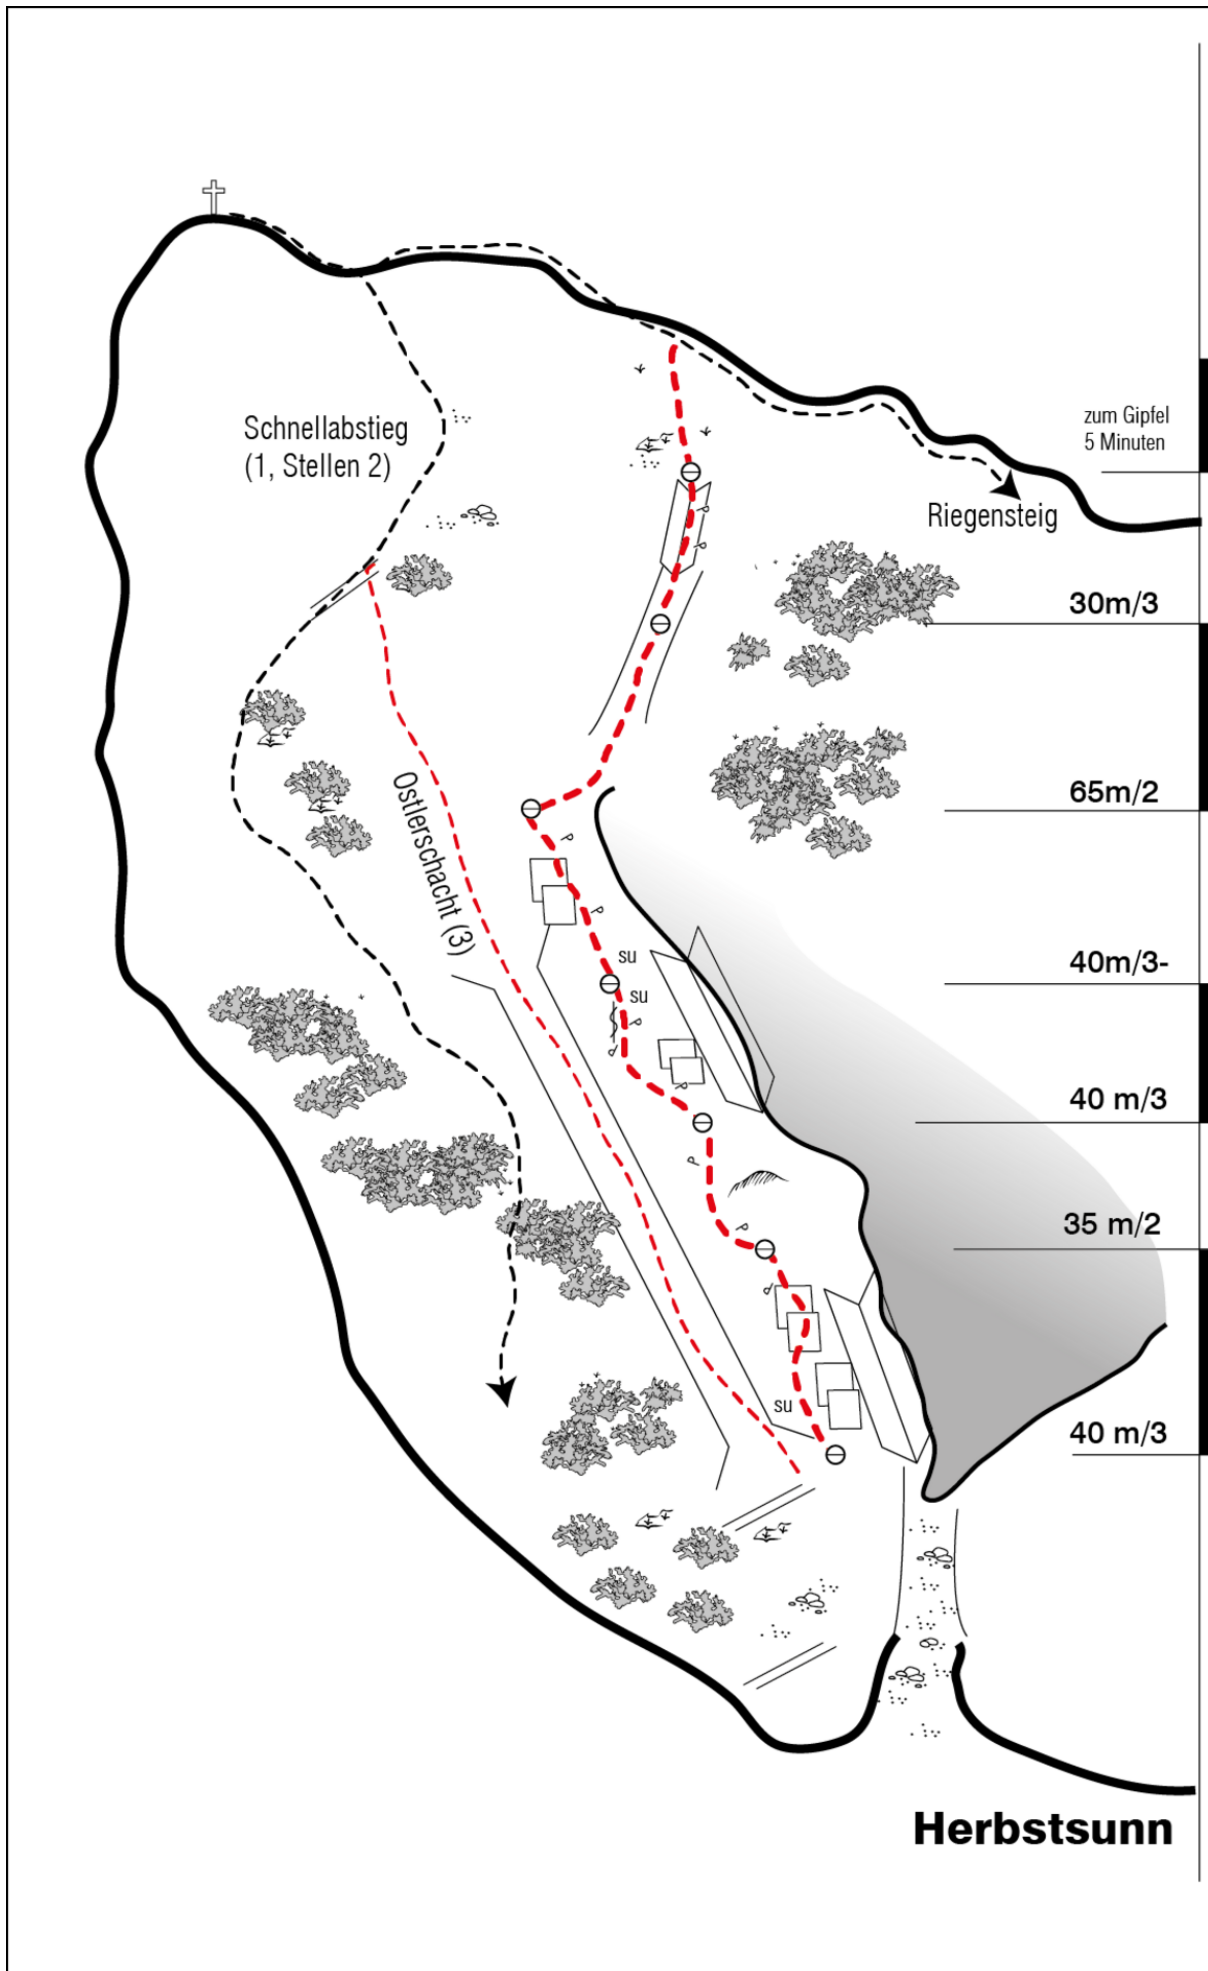 Schnellabstieg
(1, Stellen 2)
zum Gipfel
5 Minuten
Riegensteig
30m/3
65m/2
Ostlerschacht (3)
su
40m/3-
su
40 m/3
35 m/2
su
40 m/3
Herbstsunn